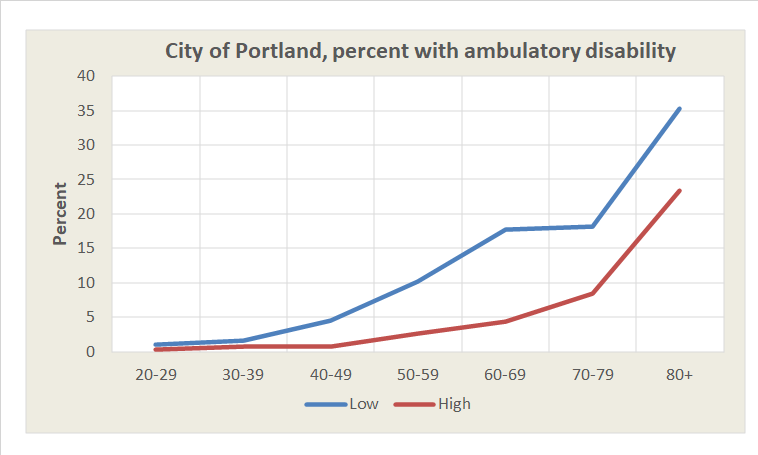 City of Portland, percent with ambulatory disability
40
35
30
25
20
15
10
5
0
Percent
20-29 30-39 40-49 50-59 60-69 70-79 80+
Low High